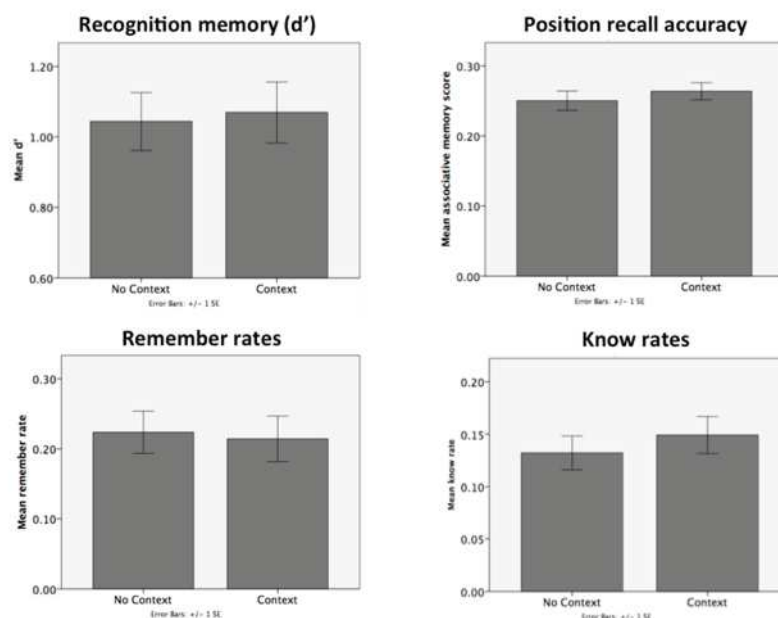 Recognition memory (d’)
1.20
1.00
0.80
0.60
Mean d'
No Context
Context
Error Bars: +/- 1 SE
Position recall accuracy
0.30
0.20
0.10
0.00
Mean associative memory score
No Context
Context
Error Bars: +/- 1 SE
Remember rates
0.30
0.20
0.10
0.00
Mean remember rate
No Context
Context
Error Bars: +/- 1 SE
Know rates
0.20
0.15
0.10
0.05
0.00
Mean know rate
No Context
Context
Error Bars: +/- 1 SE